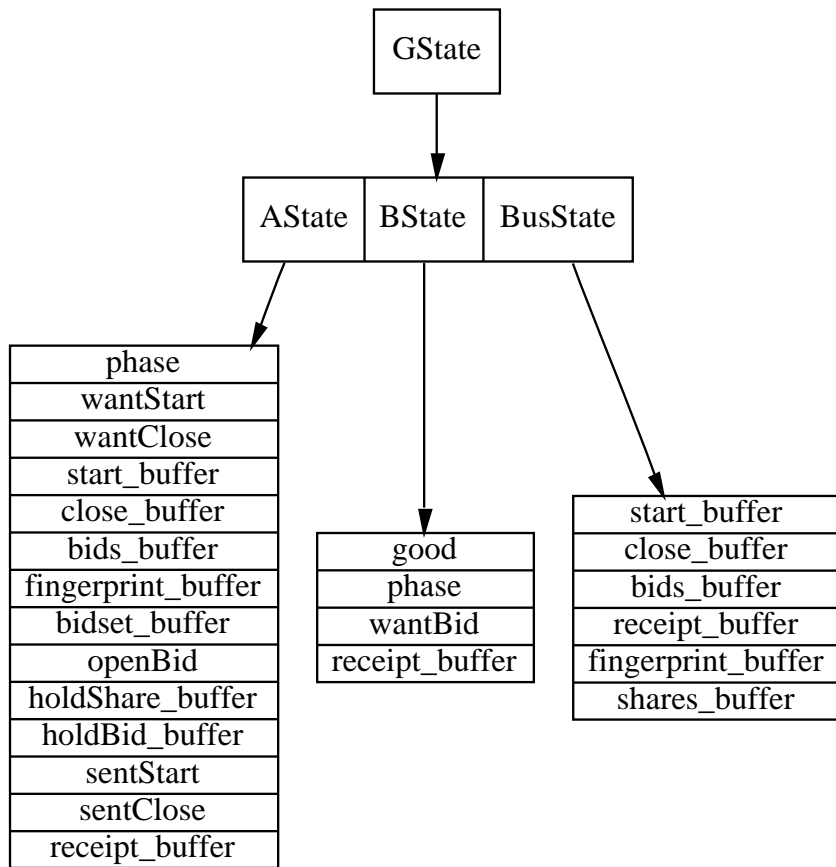 GState
AState BState BusState
phase
wantStart
wantClose
start_buffer
close_buffer
bids_buffer
fingerprint_buffer
bidset_buffer
openBid
holdShare_buffer
holdBid_buffer
sentStart
sentClose
receipt_buffer
good
phase
wantBid
receipt_buffer
start_buffer
close_buffer
bids_buffer
receipt_buffer
fingerprint_buffer
shares_buffer